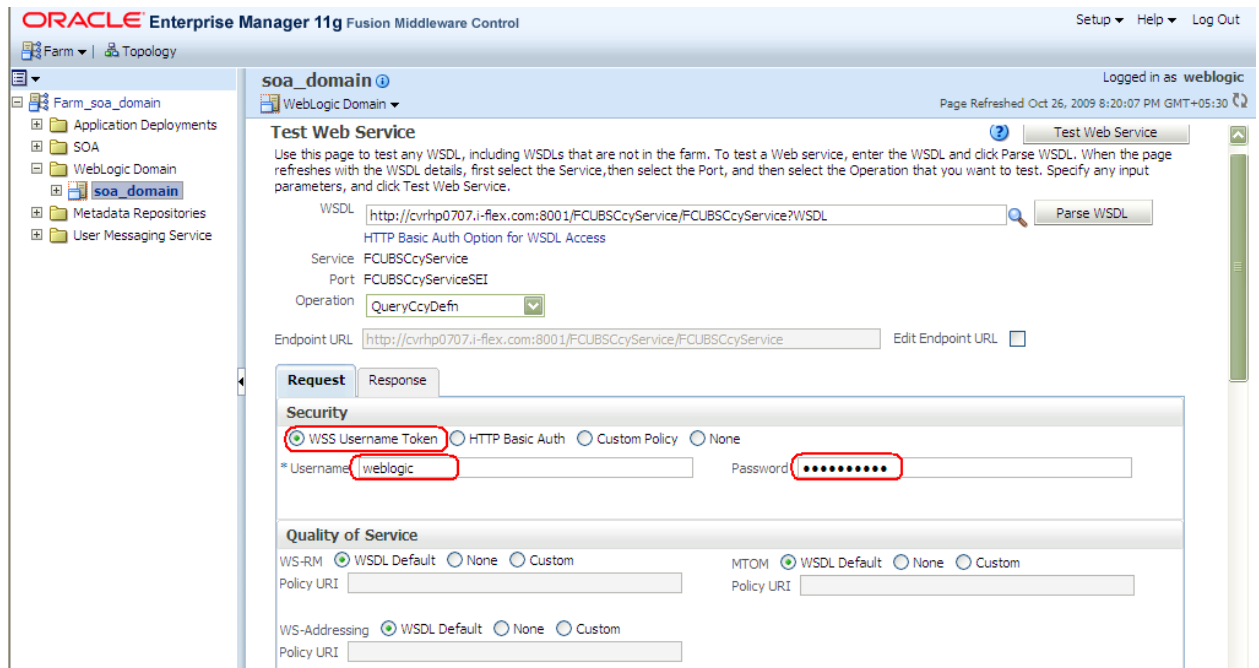 ORACLE Enterprise Manager 11g Fusion Middleware Control
Setup Help Log Out
Farm | Topology
Farm_soa_domain
Application Deployments
SOA
WebLogic Domain
soa_domain
Metadata Repositories
User Messaging Service
soa_domain
Logged in as weblogic
WebLogic Domain
Page Refreshed Oct 26, 2009 8:20:07 PM GMT+05:30
Test Web Service
? Test Web Service
Use this page to test any WSDL, including WSDLs that are not in the farm. To test a Web service, enter the WSDL and click Parse WSDL. When the page
refreshes with the WSDL details, first select the Service,then select the Port, and then select the Operation that you want to test. Specify any input
parameters, and click Test Web Service.
WSDL http://cvrhp0707.i-flex.com:8001/FCUBSCcyService/FCUBSCcyService?WSDL Parse WSDL
HTTP Basic Auth Option for WSDL Access
Service FCUBSCcyService
Port FCUBSCcyServiceSEI
Operation QueryCcyDefn
Endpoint URL http://cvrhp0707.i-flex.com:8001/FCUBSCcyService/FCUBSCcyService Edit Endpoint URL
Request Response
Security
WSS Username Token HTTP Basic Auth Custom Policy None
* Username weblogic Password ••••••••••
Quality of Service
WS-RM WSDL Default None Custom
MTOM WSDL Default None Custom
Policy URI
Policy URI
WS-Addressing WSDL Default None Custom
Policy URI